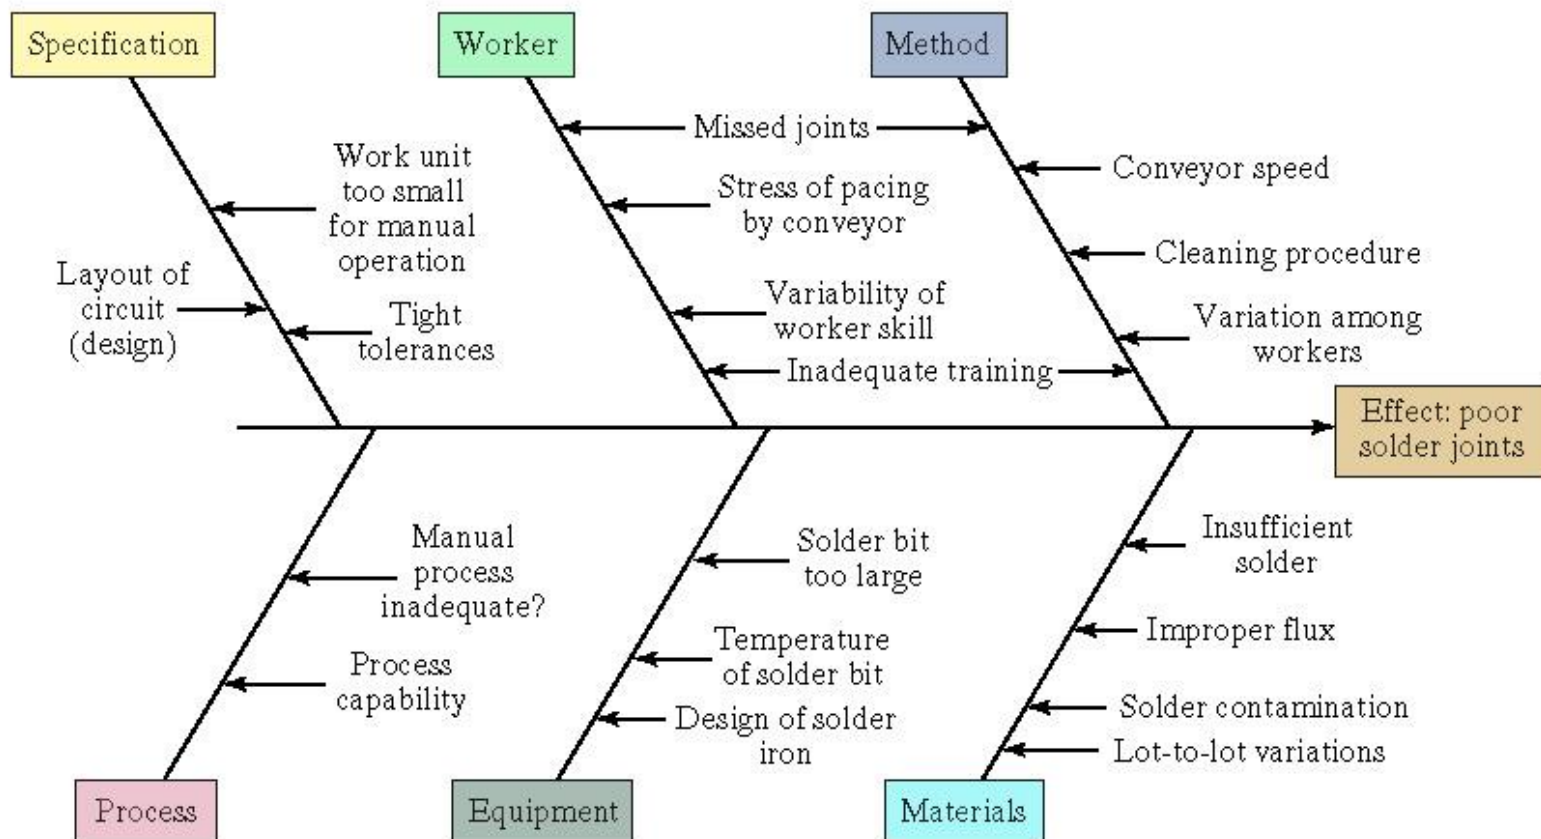 Specification
Worker
Method
Missed joints
Work unit
too small
for manual
operation
Stress of pacing
by conveyor
Conveyor speed
Cleaning procedure
Layout of
circuit
(design)
Tight
tolerances
Variability of
worker skill
Variation among
workers
Inadequate training
Effect: poor
solder joints
Manual
process
inadequate?
Solder bit
too large
Insufficient
solder
Improper flux
Process
capability
Temperature
of solder bit
Design of solder
iron
Solder contamination
Lot-to-lot variations
Process
Equipment
Materials